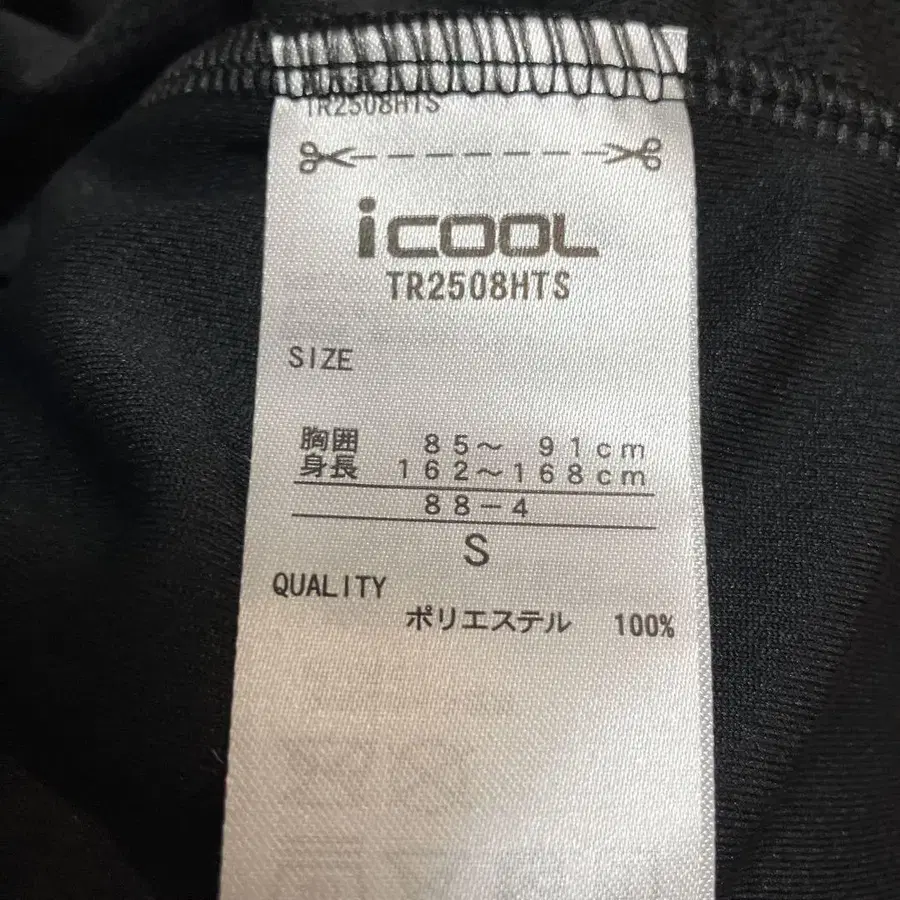 TR2508HTS
iCOOL
TR2508HTS
SIZE
胸囲 85～ 91cm
身長 162～168cm
88-4
S
QUALITY
ポリエステル 100%